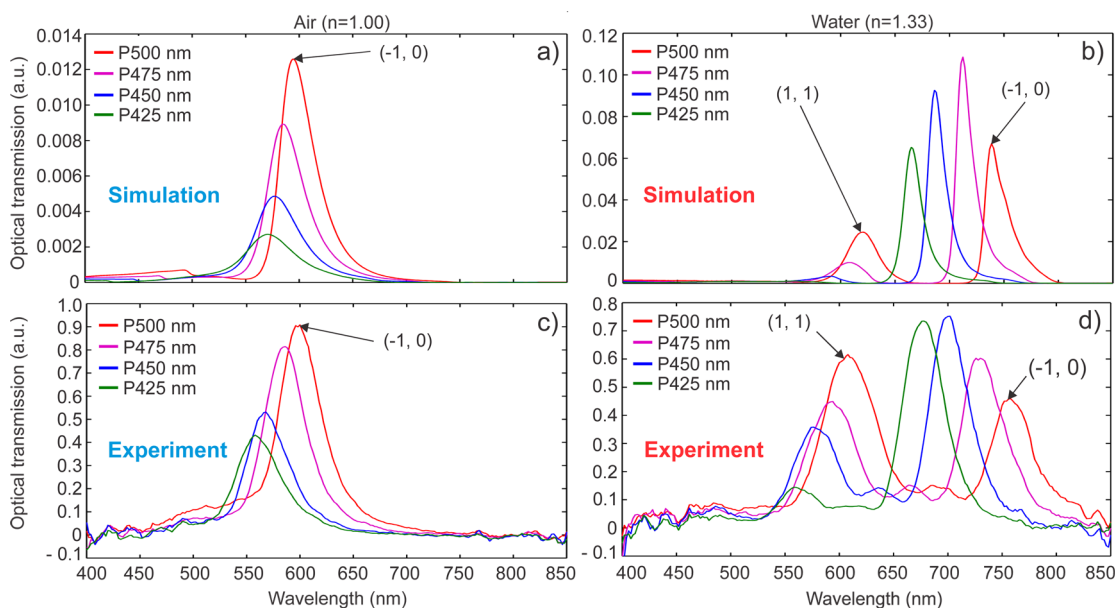 Air (n=1.00)
Water (n=1.33)
Optical transmission (a.u.)
0.014
0.012
0.010
0.008
0.006
0.004
0.002
0
P500 nm
P475 nm
P450 nm
P425 nm
(-1, 0)
a)
Simulation
0.12
0.10
0.08
0.06
0.04
0.02
0
P500 nm
P475 nm
P450 nm
P425 nm
(1, 1)
(-1, 0)
b)
Simulation
Optical transmission (a.u.)
1.0
0.9
0.8
0.7
0.6
0.5
0.4
0.3
0.2
0.1
0
- 0.1
P500 nm
P475 nm
P450 nm
P425 nm
(-1, 0)
c)
Experiment
400 450 500 550 600 650 700 750 800 850
Wavelength (nm)
0.8
0.7
0.6
0.5
0.4
0.3
0.2
0.1
0
- 0.1
P500 nm
P475 nm
P450 nm
P425 nm
(1, 1)
(-1, 0)
d)
Experiment
400 450 500 550 600 650 700 750 800 850
Wavelength (nm)